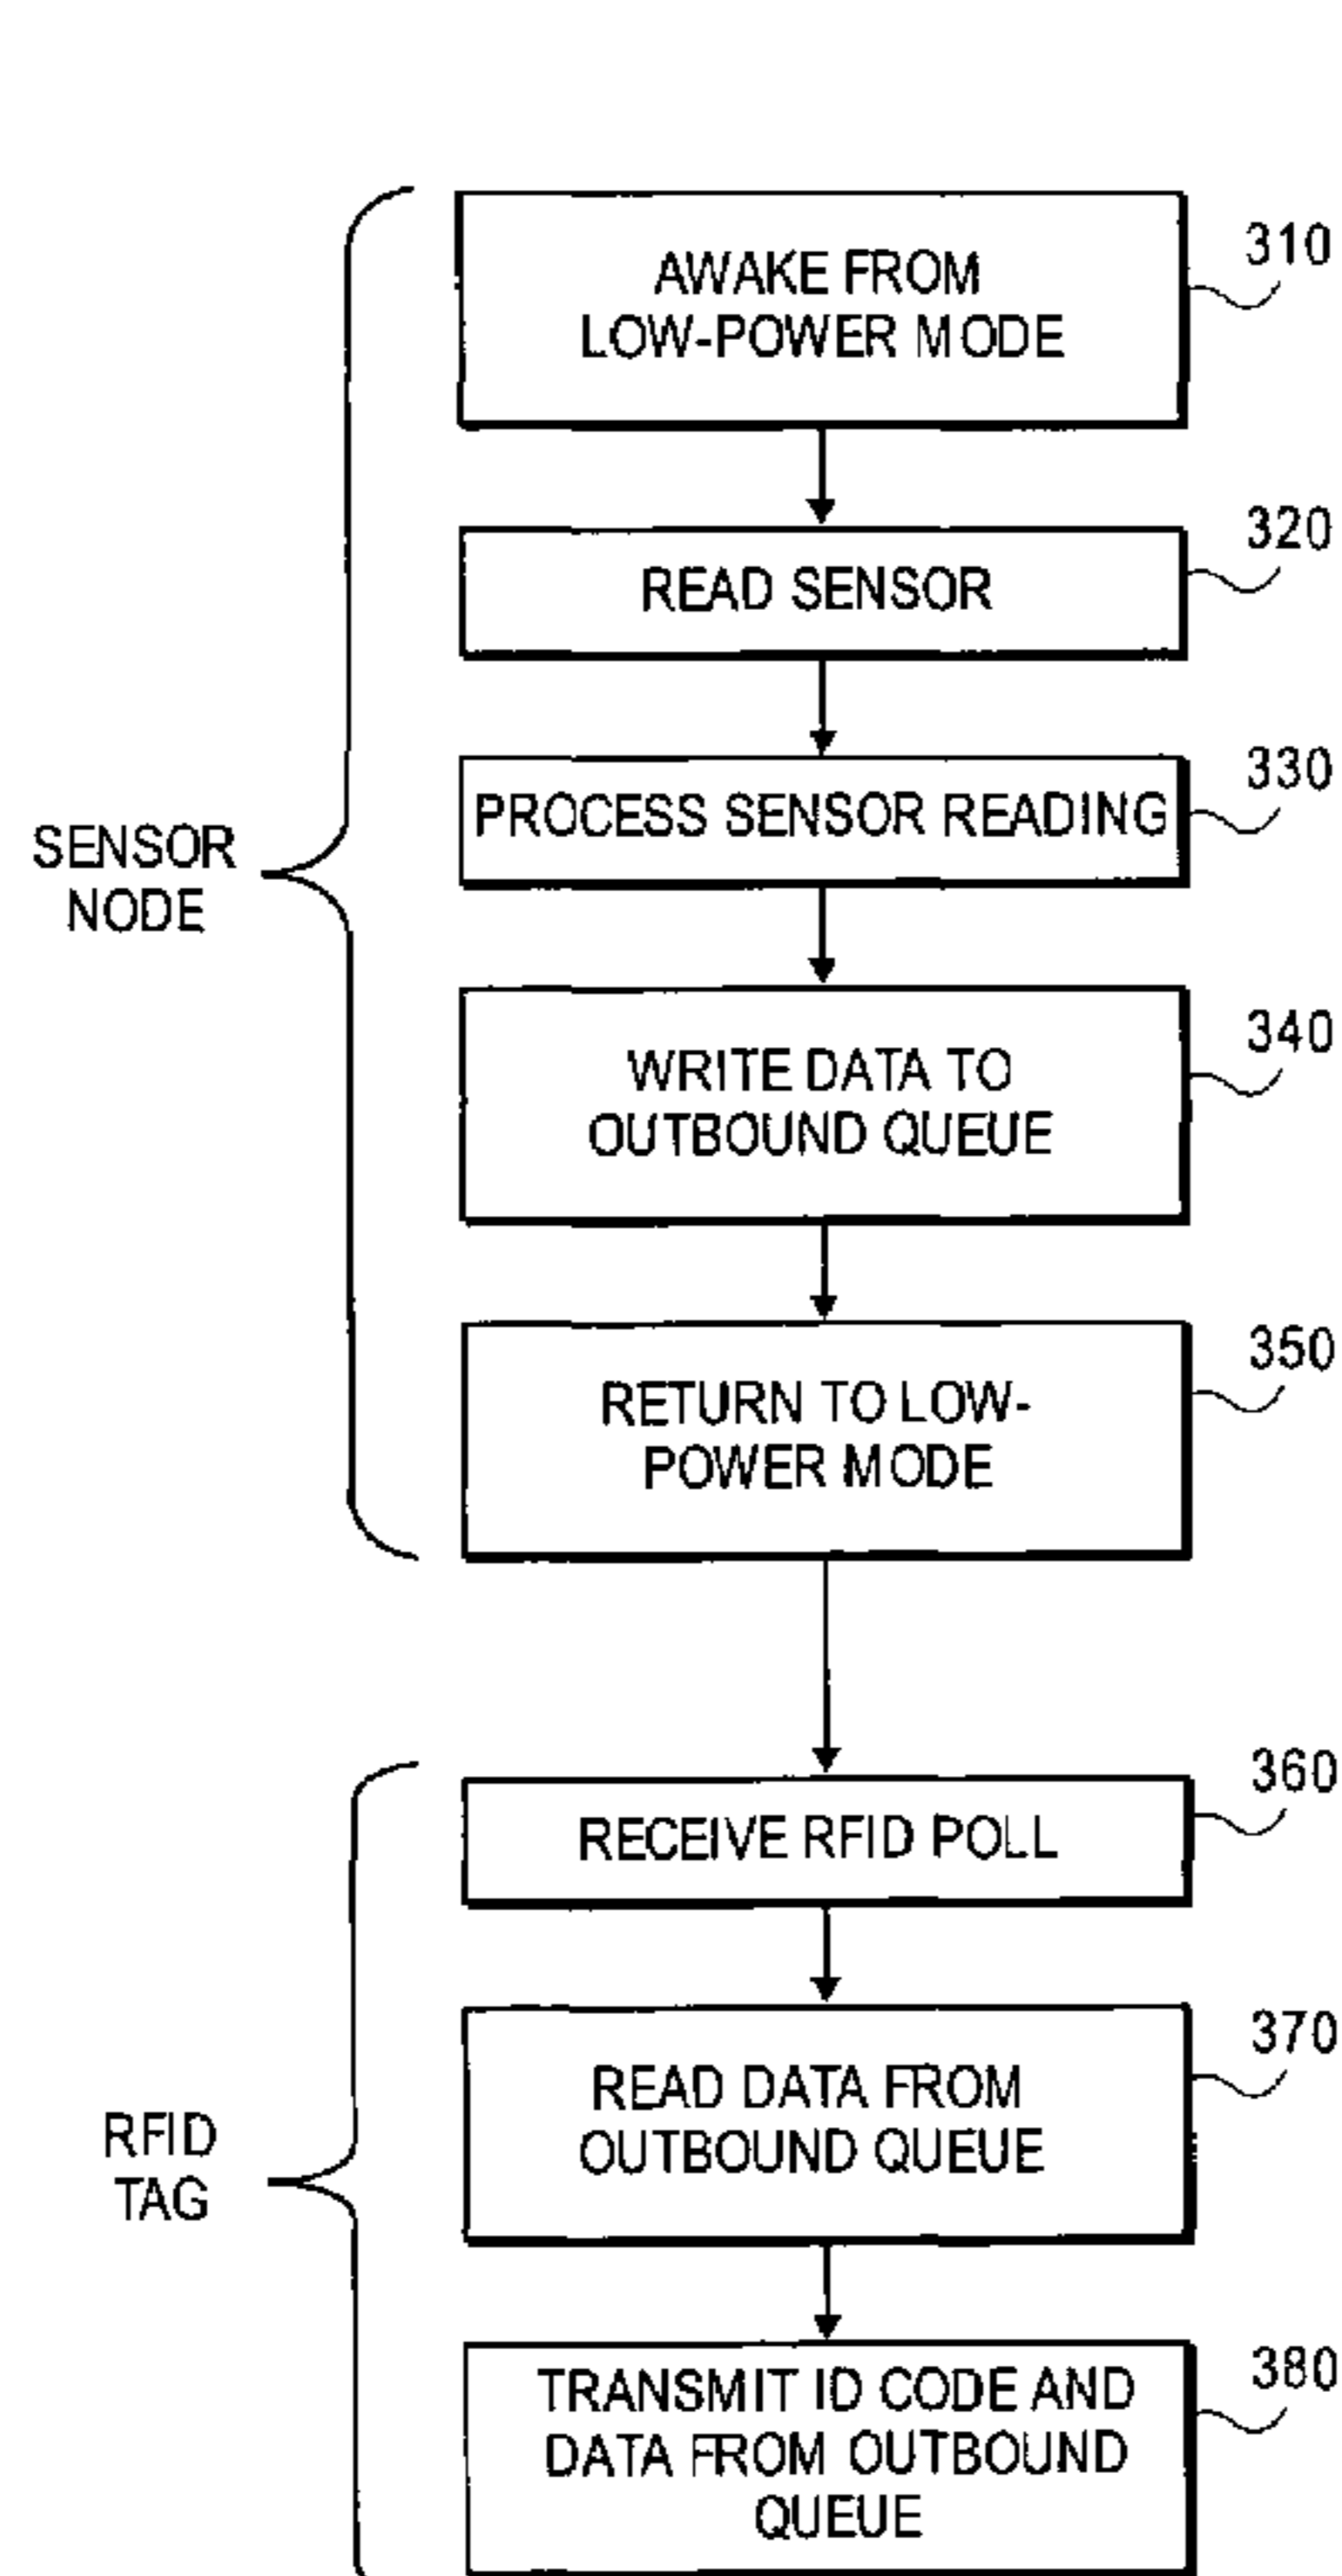 AWAKE FROM
LOW-POWER MODE
310
READ SENSOR
320
PROCESS SENSOR READING
330
SENSOR
NODE
WRITE DATA TO
OUTBOUND QUEUE
340
RETURN TO LOW-
POWER MODE
350
RECEIVE RFID POLL
360
READ DATA FROM
OUTBOUND QUEUE
370
RFID
TAG
TRANSMIT ID CODE AND
DATA FROM OUTBOUND
QUEUE
380